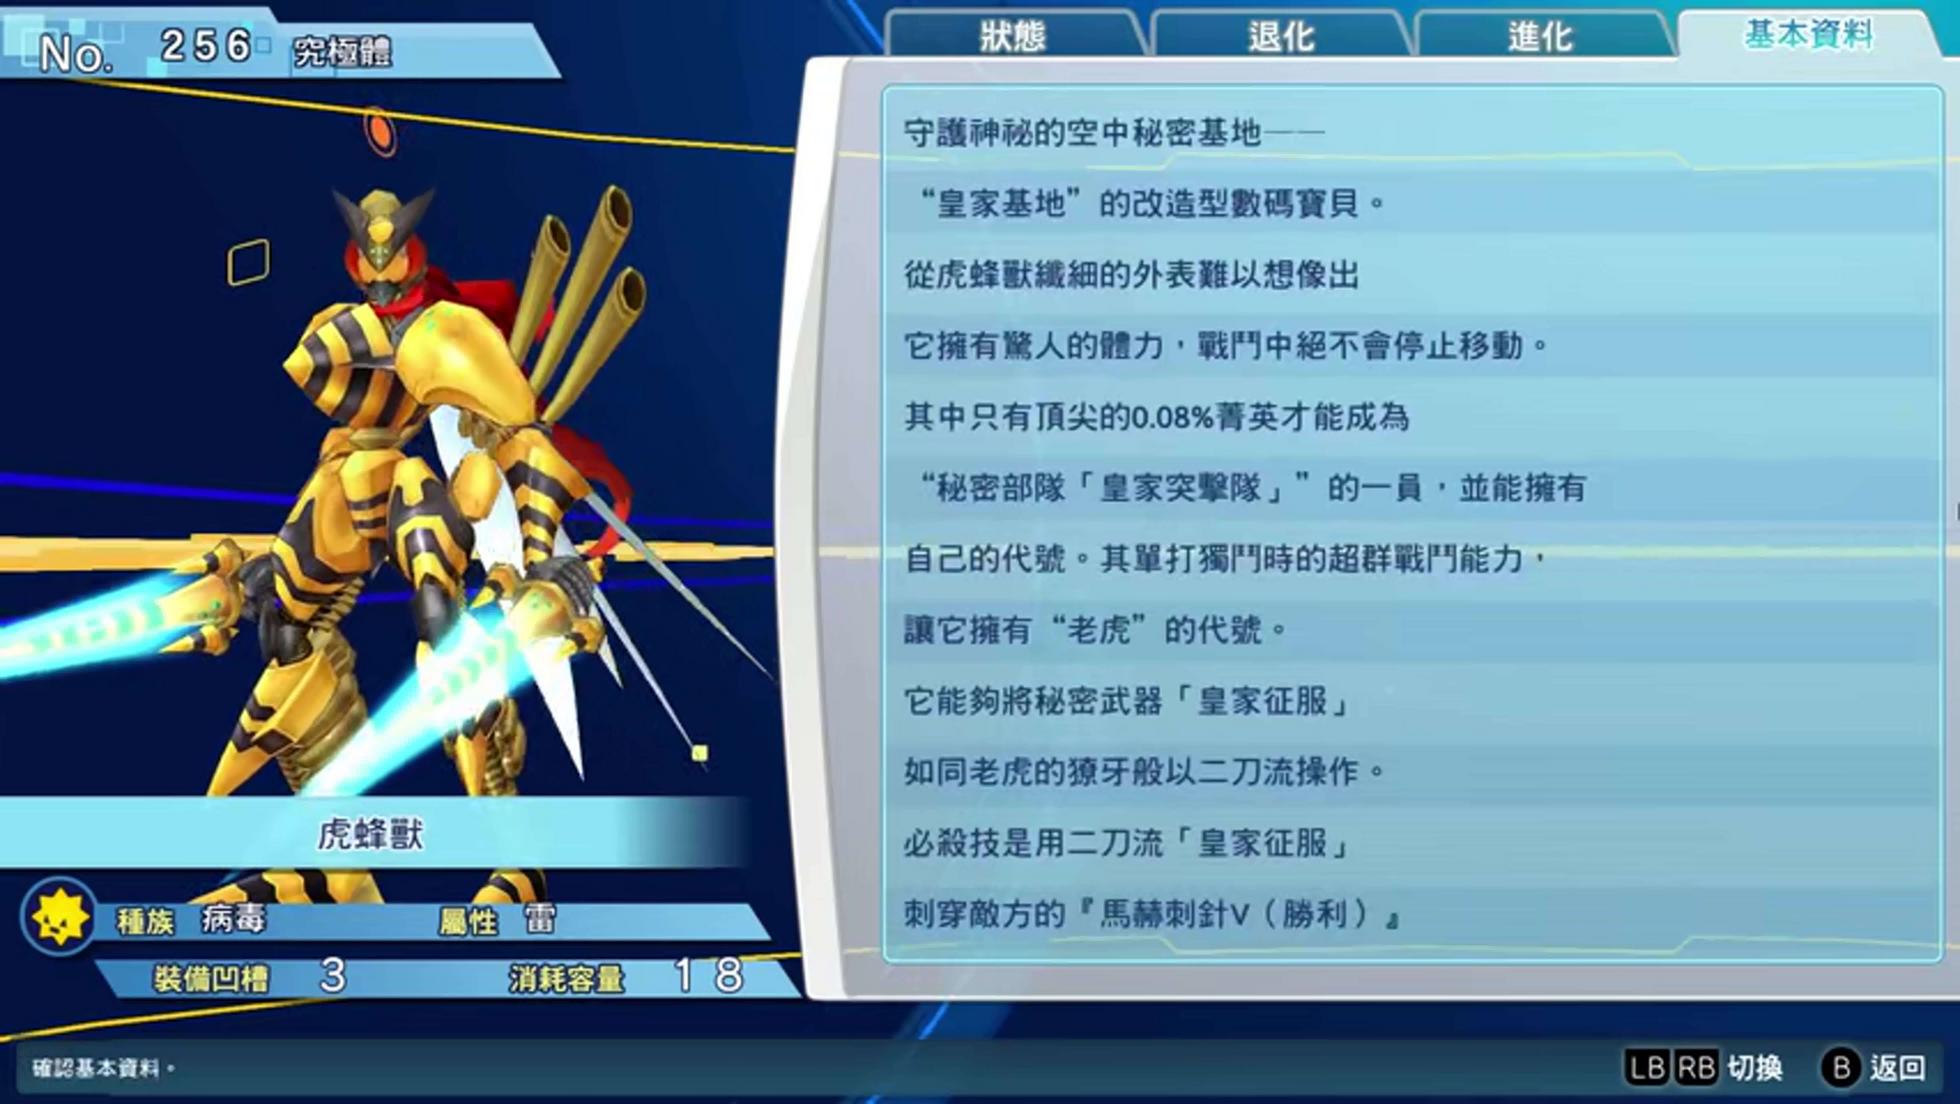 No. 256 究極體
狀態 退化 進化 基本資料
守護神祕的空中秘密基地——
“皇家基地”的改造型數碼寶貝。
從虎蜂獸纖細的外表難以想像出
它擁有驚人的體力，戰鬥中絕不會停止移動。
其中只有頂尖的0.08%菁英才能成為
“秘密部隊「皇家突擊隊」”的一員，並能擁有
自己的代號。其單打獨鬥時的超群戰鬥能力，
讓它擁有“老虎”的代號。
它能夠將秘密武器「皇家征服」
如同老虎的獠牙般以二刀流操作。
必殺技是用二刀流「皇家征服」
刺穿敵方的『馬赫刺針V（勝利）』
虎蜂獸
種族 病毒 屬性 雷
裝備凹槽 3 消耗容量 18
確認基本資料。
LB RB 切換 B 返回